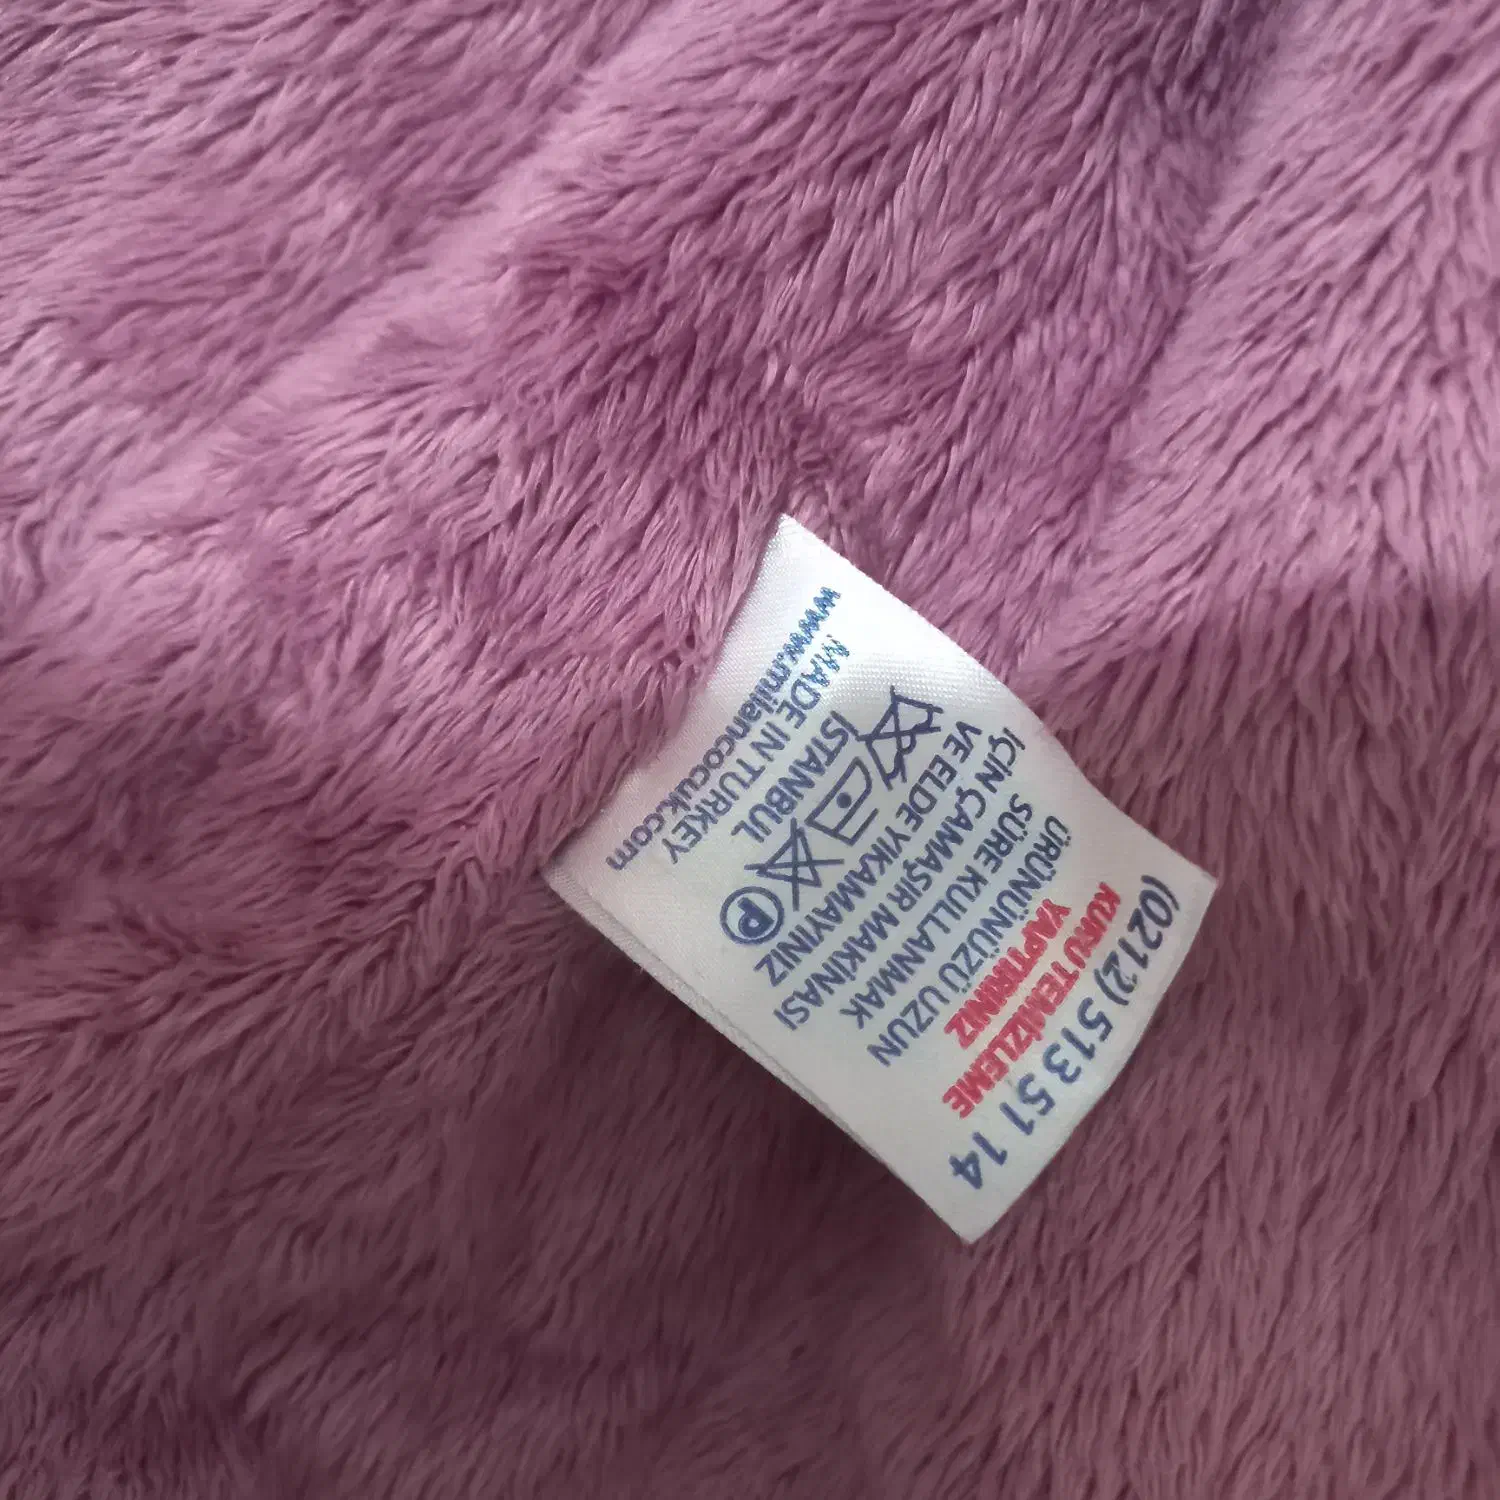 (0212) 513 51 14
KURU TEMİZLEME
YAPTIRINIZ
ÜRÜNÜNÜZÜ UZUN
SÜRE KULLANMAK
İÇİN ÇAMAŞIR MAKİNASI
VE ELDE YIKAMAYINIZ
P
İSTANBUL
MADE IN TURKEY
www.milancocuk.com